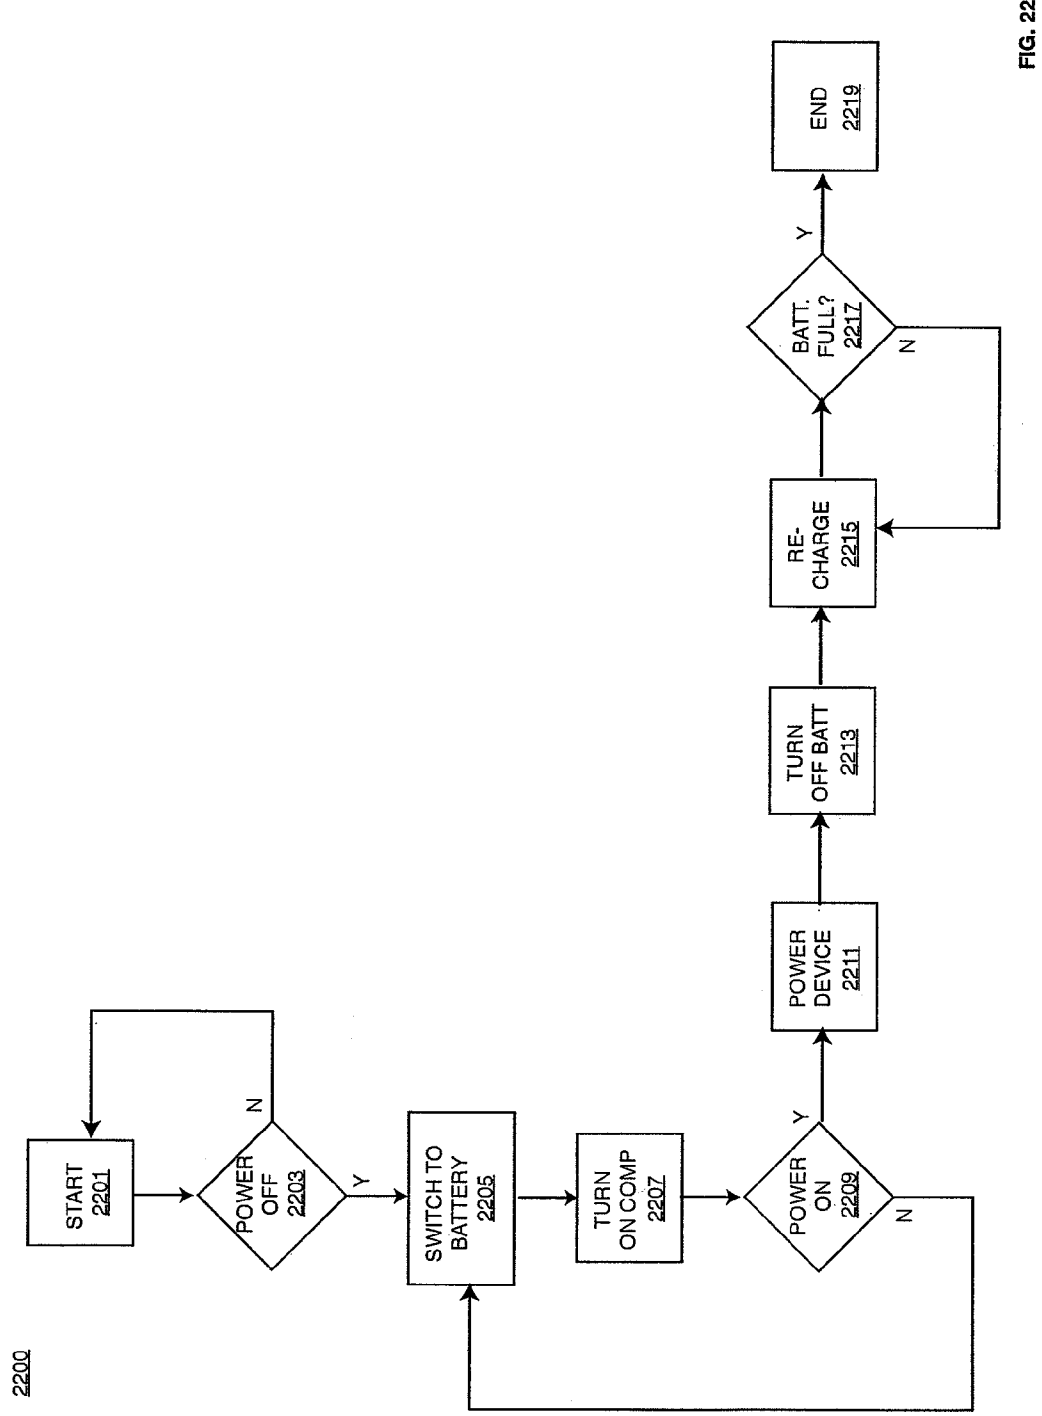 2200
START
2201
POWER
OFF
2203
N
Y
SWITCH TO
BATTERY
2205
TURN
ON COMP
2207
POWER
ON
2209
N
Y
POWER
DEVICE
2211
TURN
OFF BATT
2213
RE-
CHARGE
2215
BATT.
FULL?
2217
N
Y
END
2219
FIG. 22